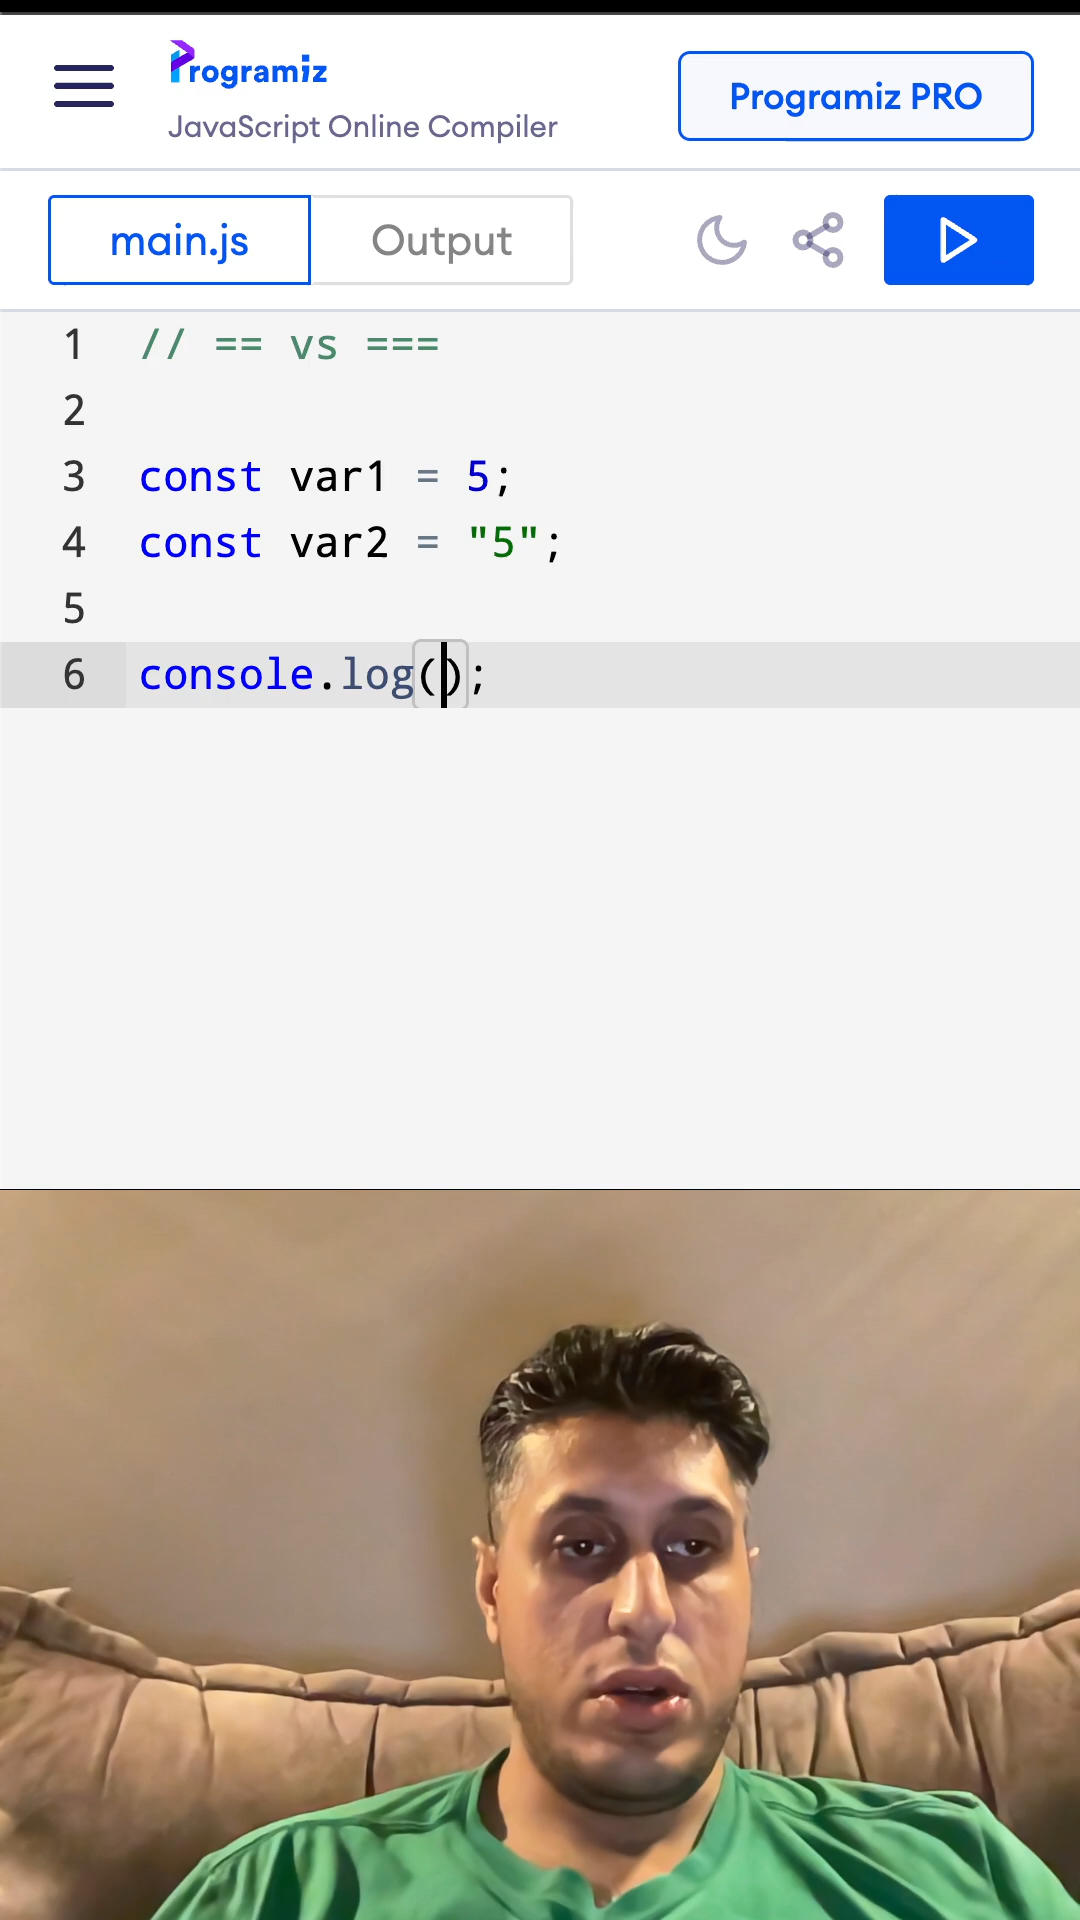 Programiz
JavaScript Online Compiler
Programiz PRO
main.js
Output
1 // == vs ===
2
3 const var1 = 5;
4 const var2 = "5";
5
6 console.log();